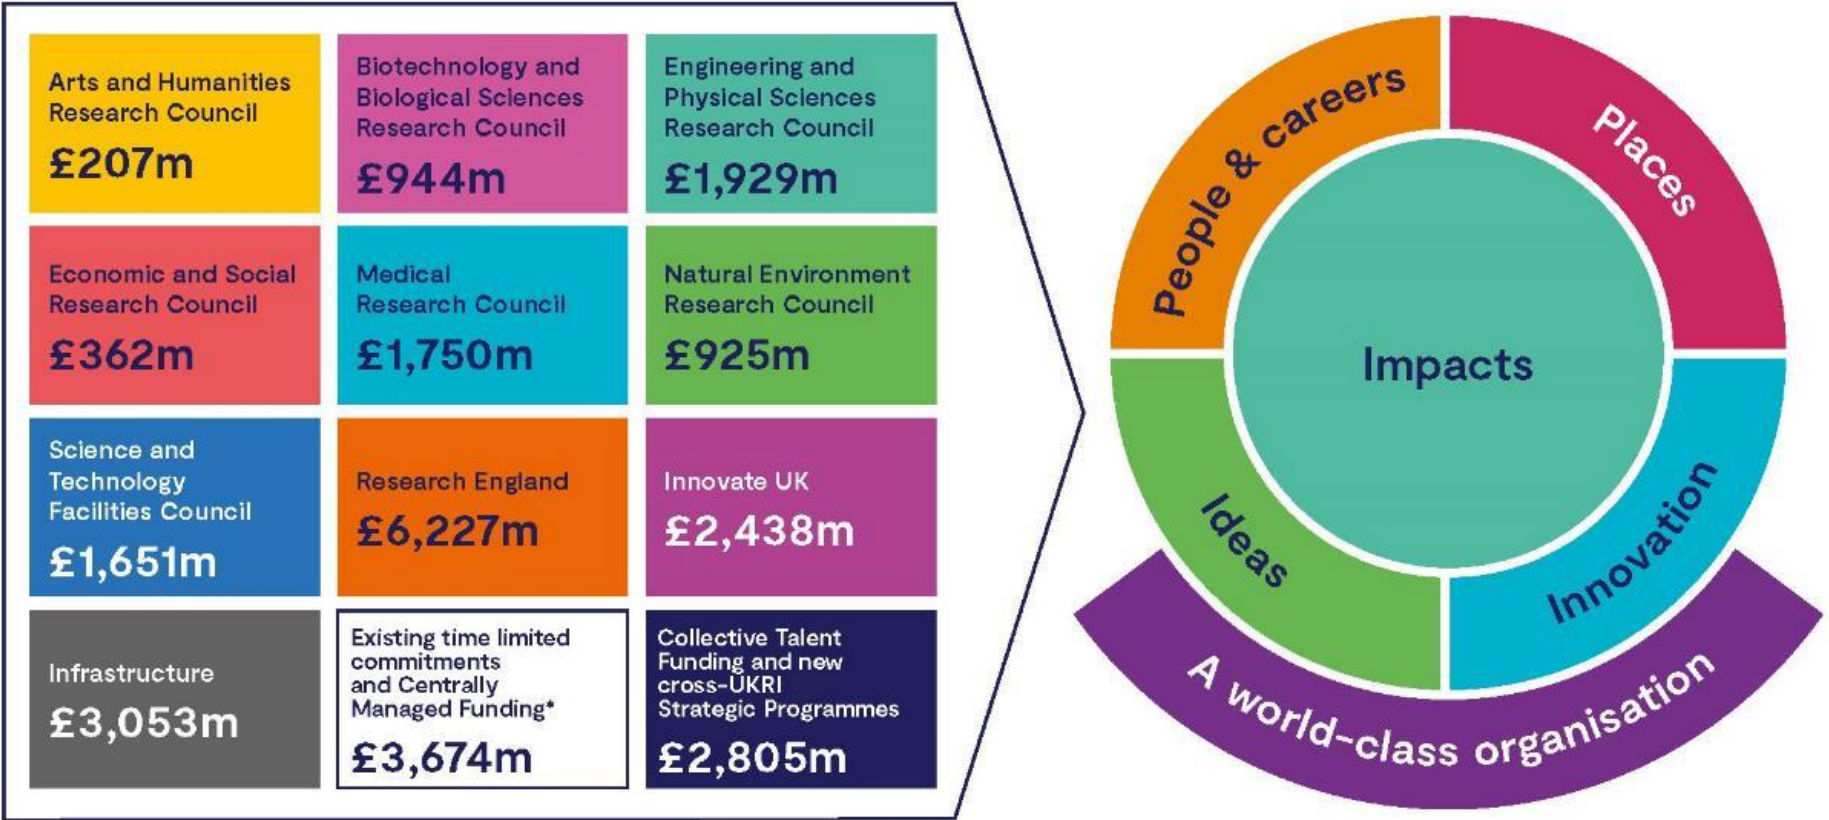 Arts and Humanities
Research Council
£207m
Biotechnology and
Biological Sciences
Research Council
£944m
Engineering and
Physical Sciences
Research Council
£1,929m
Economic and Social
Research Council
£362m
Medical
Research Council
£1,750m
Natural Environment
Research Council
£925m
Science and
Technology
Facilities Council
£1,651m
Research England
£6,227m
Innovate UK
£2,438m
Infrastructure
£3,053m
Existing time limited
commitments
and Centrally
Managed Funding*
£3,674m
Collective Talent
Funding and new
cross-UKRI
Strategic Programmes
£2,805m
People & careers
Places
Impacts
Ideas
Innovation
A world-class organisation